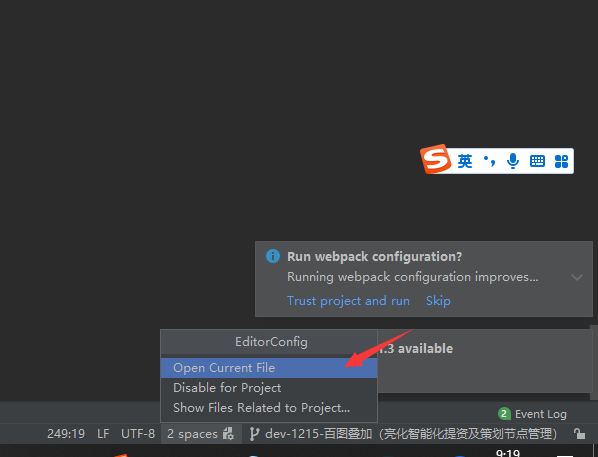 英
Run webpack configuration?
Running webpack configuration improves...
Trust project and run Skip
EditorConfig
.3 available
Open Current File
Disable for Project
Show Files Related to Project...
2 Event Log
249:19 LF UTF-8 2 spaces dev-1215-百图叠加（亮化智能化提资及策划节点管理）
9:19